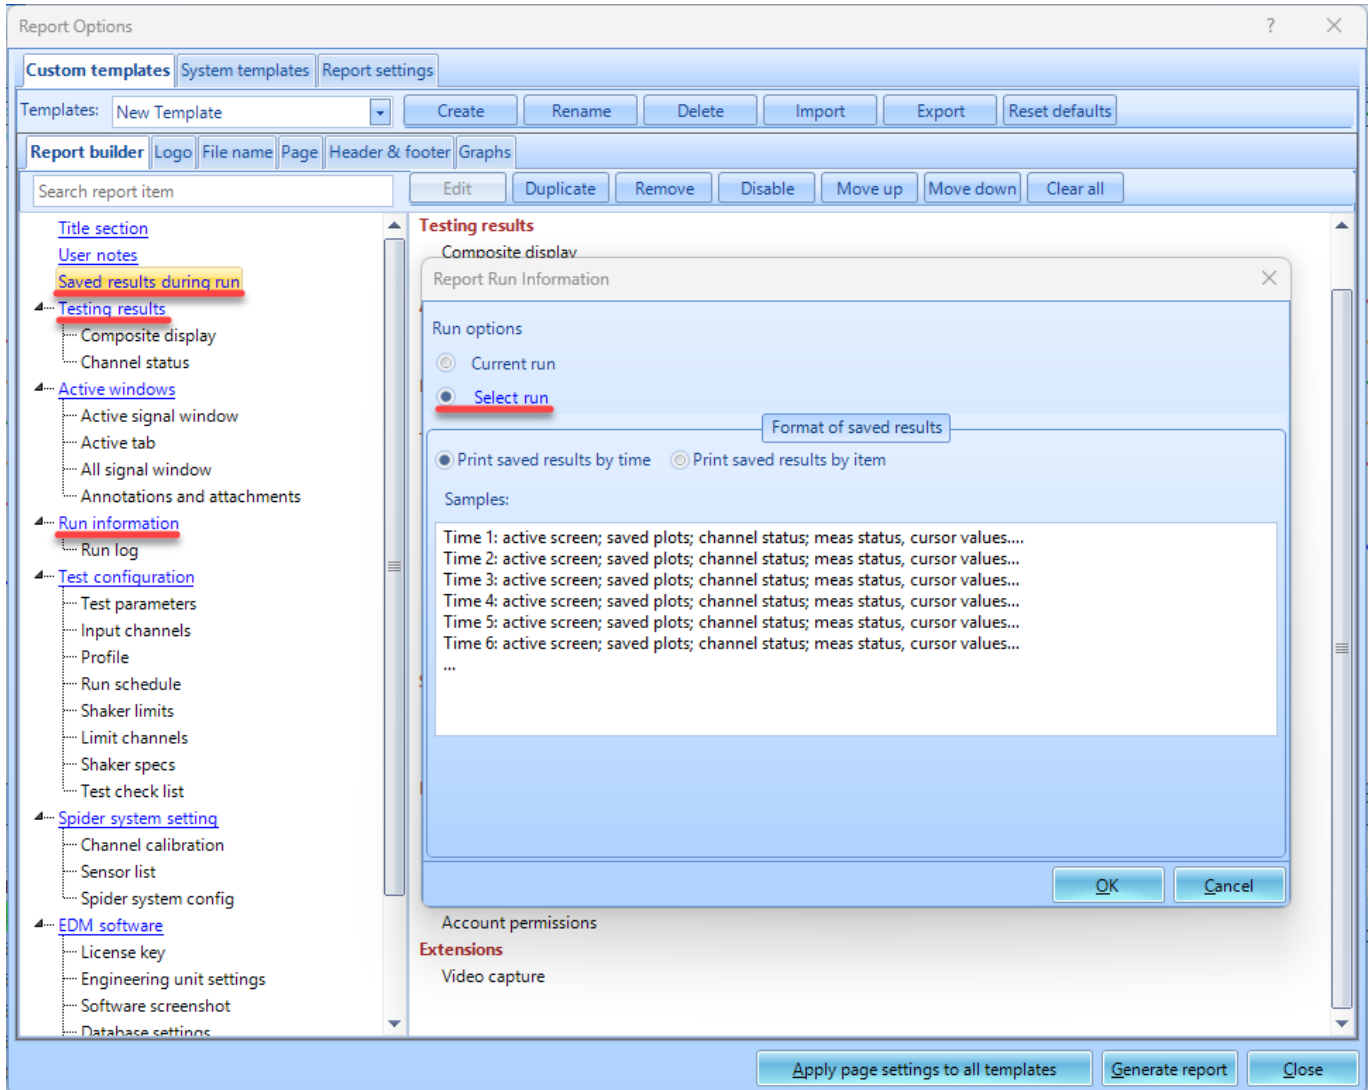 Report Options
?
Custom templates System templates Report settings
Templates: New Template Create Rename Delete Import Export Reset defaults
Report builder Logo File name Page Header & footer Graphs
Search report item
Edit Duplicate Remove Disable Move up Move down Clear all
Title section
User notes
Saved results during run
Testing results
Composite display
Channel status
Active windows
Active signal window
Active tab
All signal window
Annotations and attachments
Run information
Run log
Test configuration
Test parameters
Input channels
Profile
Run schedule
Shaker limits
Limit channels
Shaker specs
Test check list
Spider system setting
Channel calibration
Sensor list
Spider system config
EDM software
License key
Engineering unit settings
Software screenshot
Database settings
Testing results
Composite display
Report Run Information
Run options
Current run
Select run
Format of saved results
Print saved results by time Print saved results by item
Samples:
Time 1: active screen; saved plots; channel status; meas status, cursor values....
Time 2: active screen; saved plots; channel status; meas status, cursor values...
Time 3: active screen; saved plots; channel status; meas status, cursor values...
Time 4: active screen; saved plots; channel status; meas status, cursor values...
Time 5: active screen; saved plots; channel status; meas status, cursor values...
Time 6: active screen; saved plots; channel status; meas status, cursor values...
...
OK Cancel
Account permissions
Extensions
Video capture
Apply page settings to all templates Generate report Close